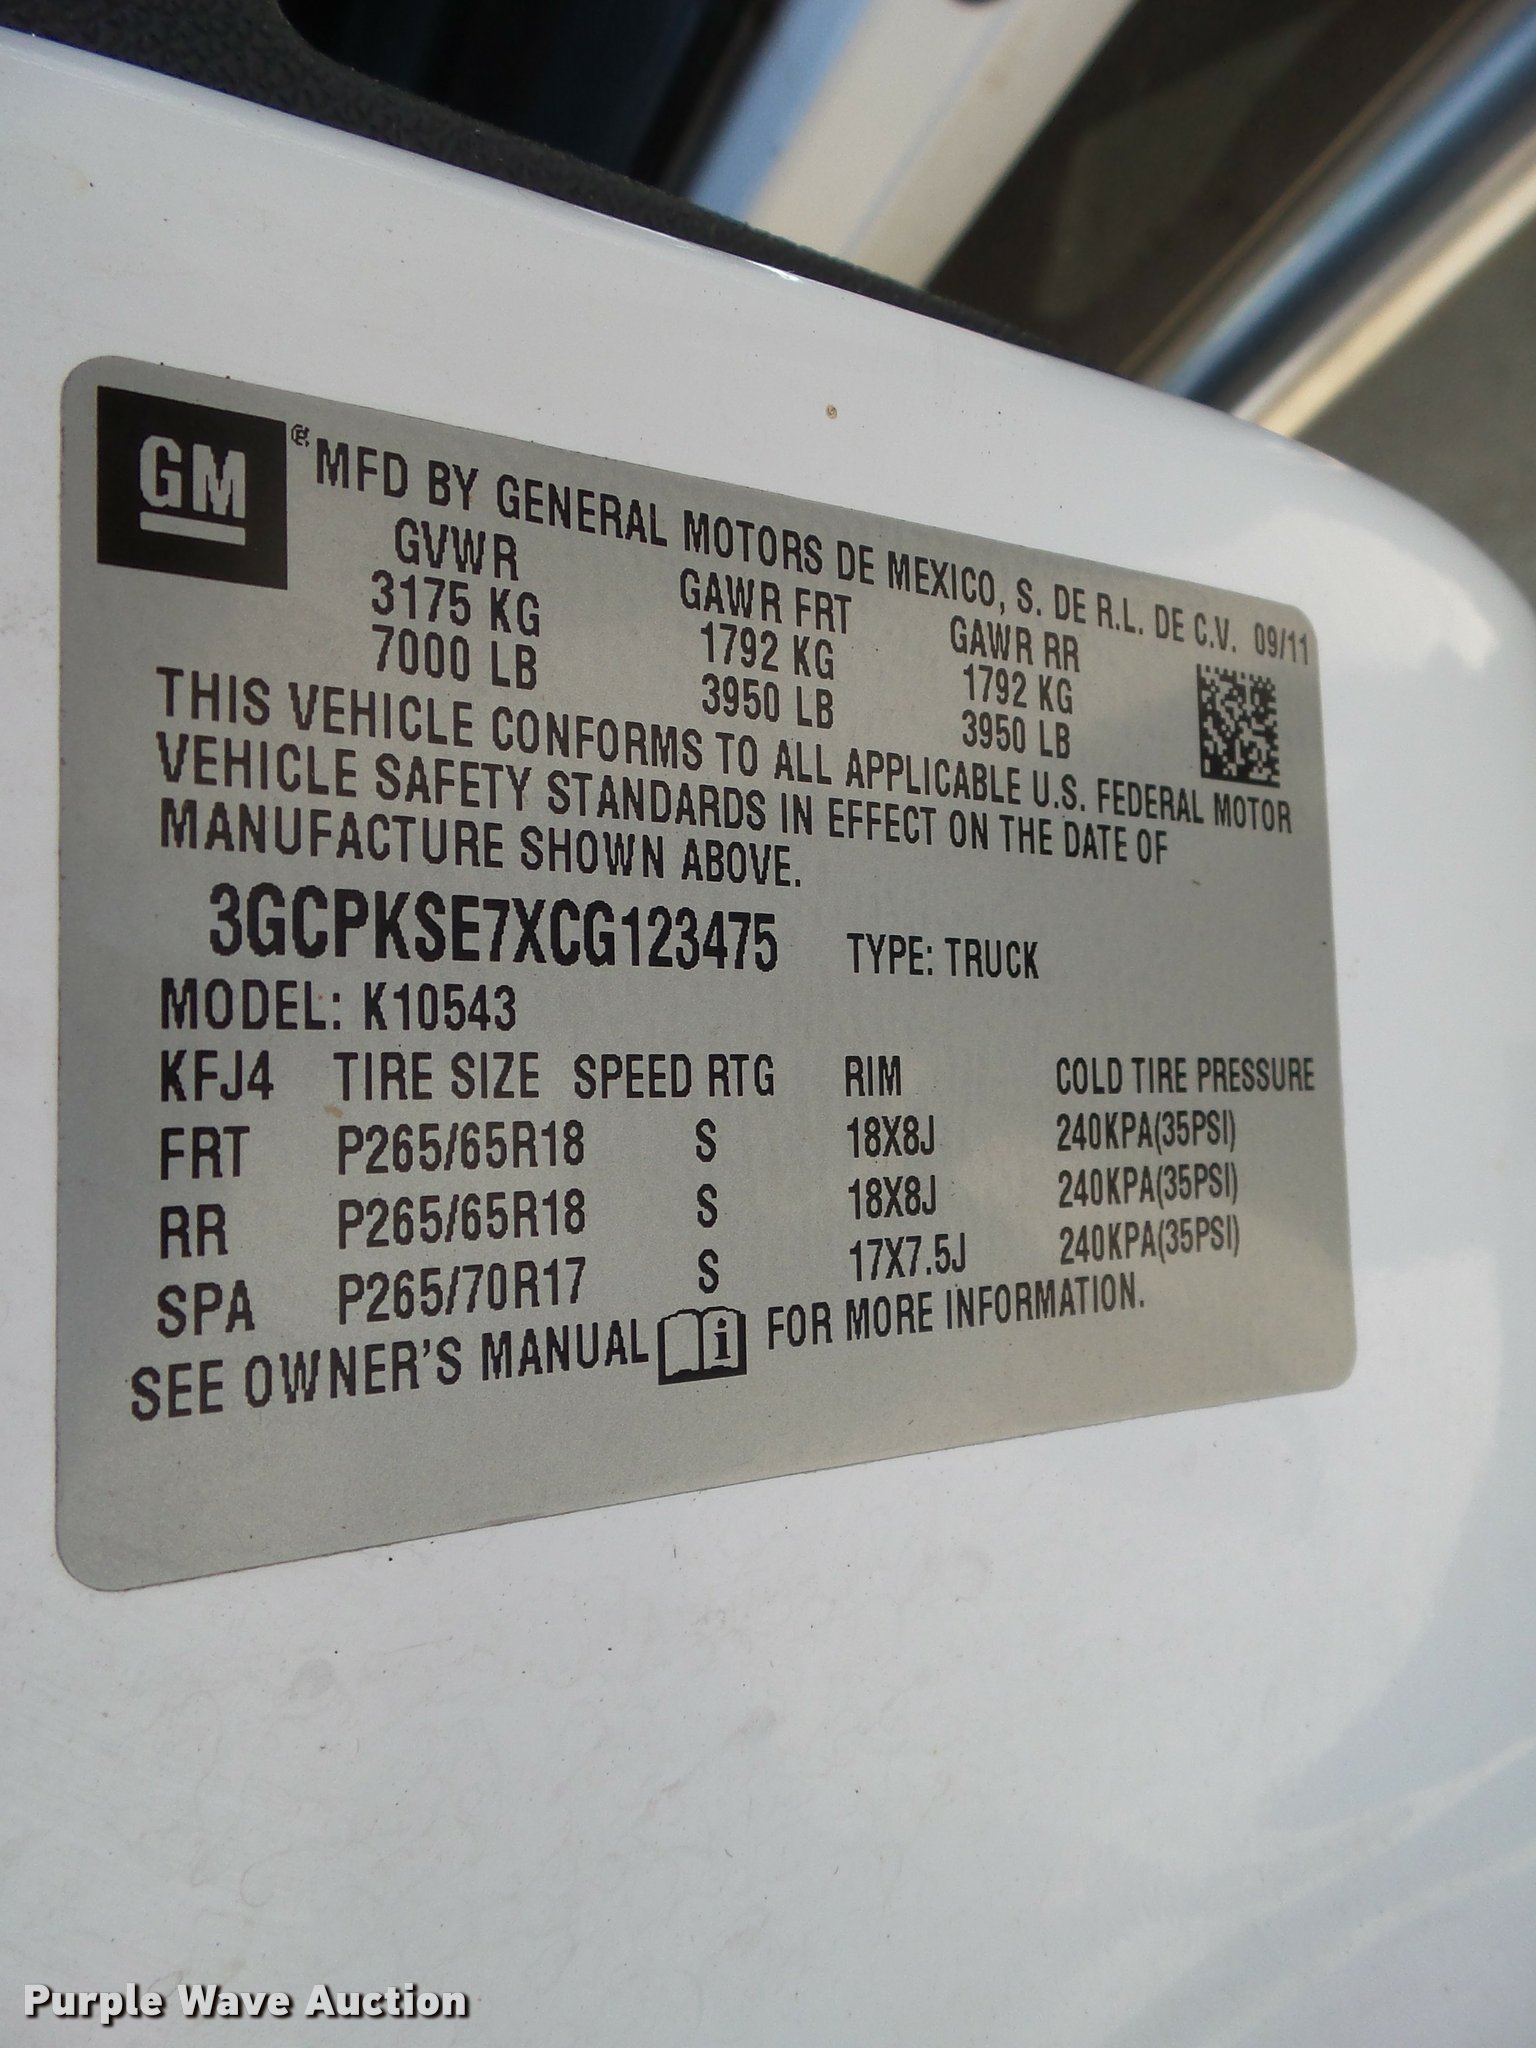 GM
® MFD BY GENERAL MOTORS DE MEXICO, S. DE R.L. DE C.V. 09/11
GVWR GAWR FRT GAWR RR
3175 KG 1792 KG 1792 KG
7000 LB 3950 LB 3950 LB
THIS VEHICLE CONFORMS TO ALL APPLICABLE U.S. FEDERAL MOTOR
VEHICLE SAFETY STANDARDS IN EFFECT ON THE DATE OF
MANUFACTURE SHOWN ABOVE.
3GCPKSE7XCG123475 TYPE: TRUCK
MODEL: K10543
KFJ4 TIRE SIZE SPEED RTG RIM COLD TIRE PRESSURE
FRT P265/65R18 S 18X8J 240KPA(35PSI)
RR P265/65R18 S 18X8J 240KPA(35PSI)
SPA P265/70R17 S 17X7.5J 240KPA(35PSI)
SEE OWNER'S MANUAL i FOR MORE INFORMATION.
Purple Wave Auction